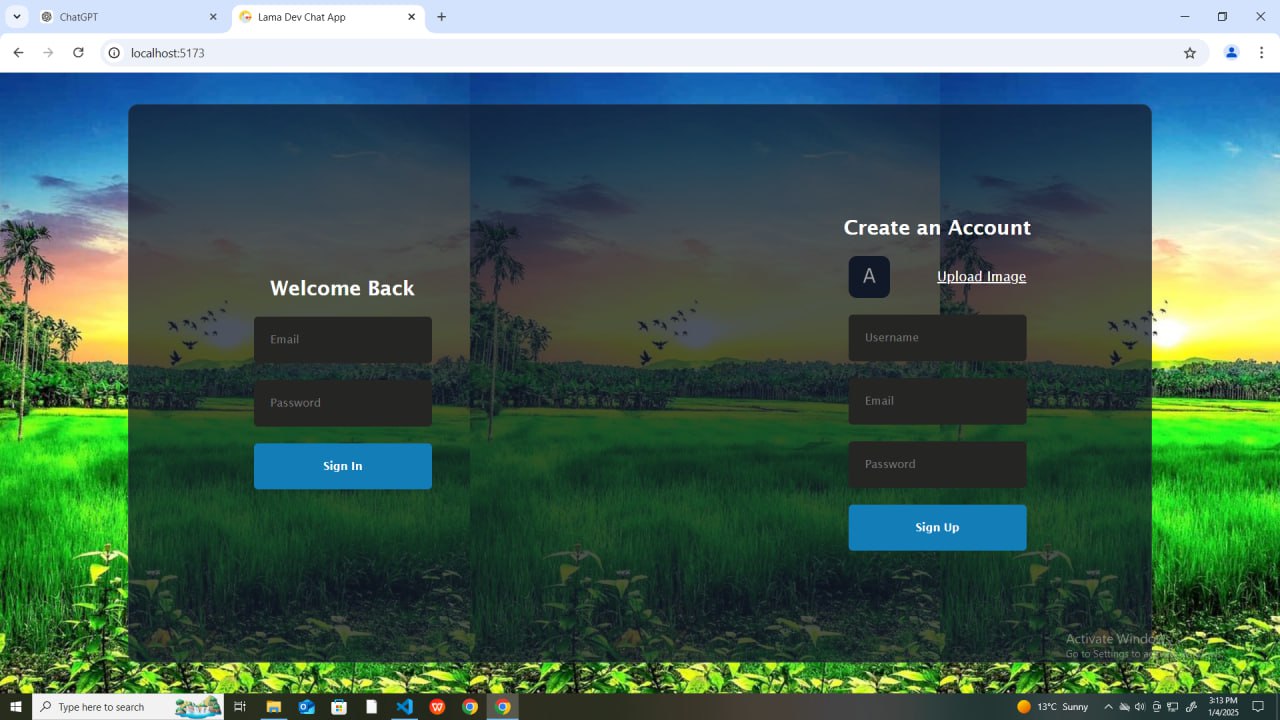 ChatGPT
Lama Dev Chat App
localhost:5173
Welcome Back
Email
Password
Sign In
Create an Account
A
Upload Image
Username
Email
Password
Sign Up
Activate Windows
Go to Settings to
Type here to search
13°C Sunny
3:13 PM
1/4/2025